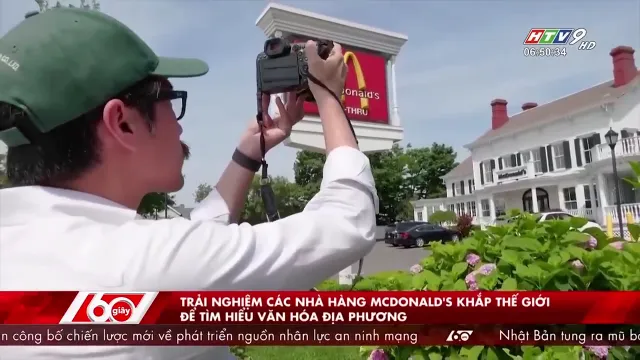 HTV9 HD
06:50:34
McDonald's
-THRU
60 giây
TRẢI NGHIỆM CÁC NHÀ HÀNG MCDONALD'S KHẮP THẾ GIỚI
ĐỂ TÌM HIỂU VĂN HÓA ĐỊA PHƯƠNG
n công bố chiến lược mới về phát triển nguồn nhân lực an ninh mạng 60 Nhật Bản tung ra mũ bả